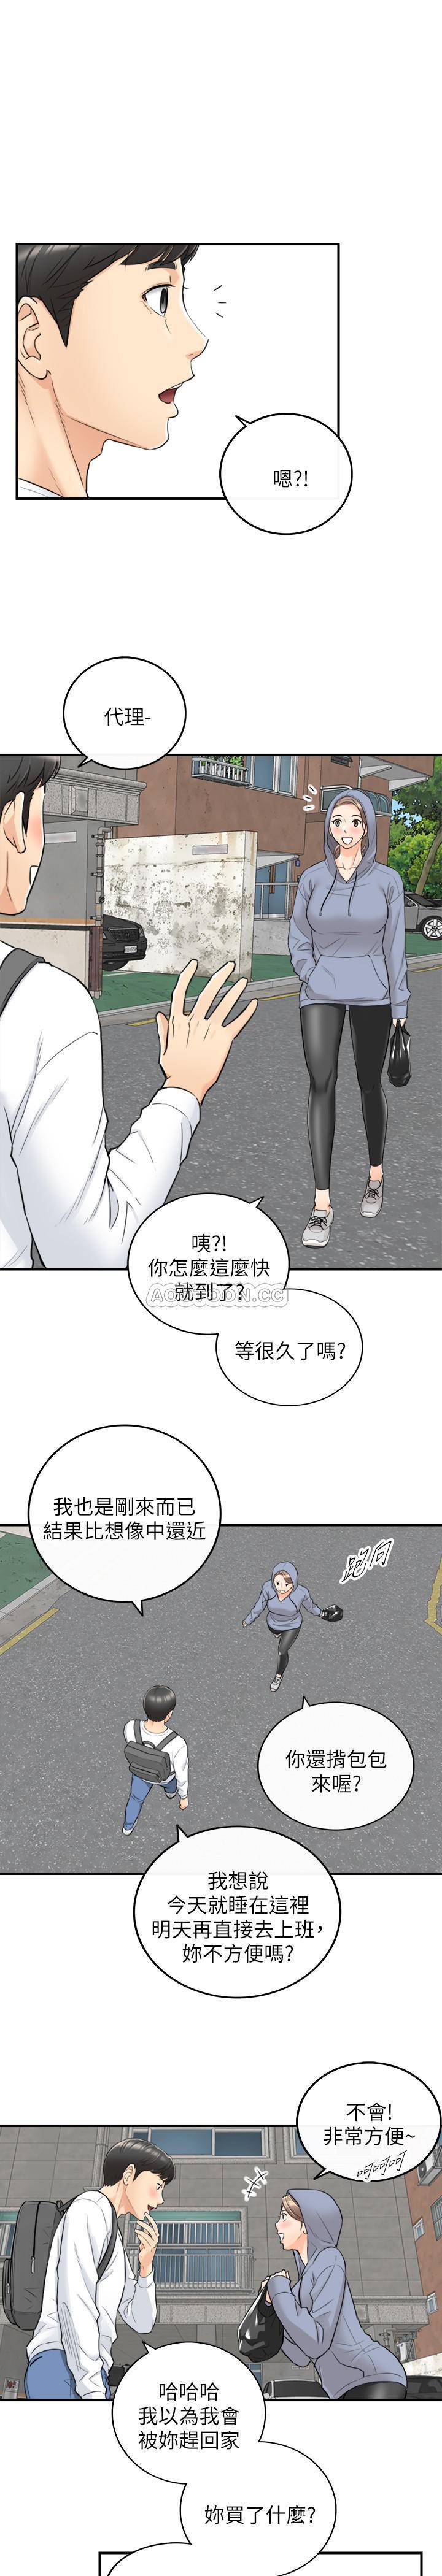 嗯?!
代理-
咦?!
你怎麼這麼快
就到了?
AOMTOON.CC
等很久了嗎?
我也是剛來而已
結果比想像中還近
跑向
你還揹包包
來喔?
我想說
今天就睡在這裡
明天再直接去上班,
妳不方便嗎?
不會!
非常方便~
呵呵呵
哈哈哈
我以為我會
被妳趕回家
妳買了什麼?